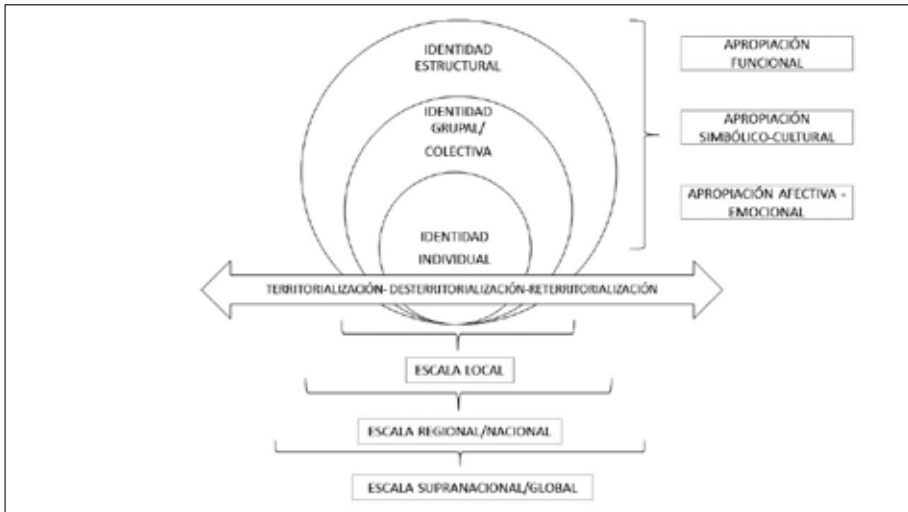 IDENTIDAD
ESTRUCTURAL
IDENTIDAD
GRUPAL/
COLECTIVA
IDENTIDAD
INDIVIDUAL
APROPIACIÓN
FUNCIONAL
APROPIACIÓN
SIMBÓLICO-CULTURAL
APROPIACIÓN AFECTIVA -
EMOCIONAL
TERRITORIALIZACIÓN- DESTERRITORIALIZACIÓN-RETERRITORIALIZACIÓN
ESCALA LOCAL
ESCALA REGIONAL/NACIONAL
ESCALA SUPRANACIONAL/GLOBAL